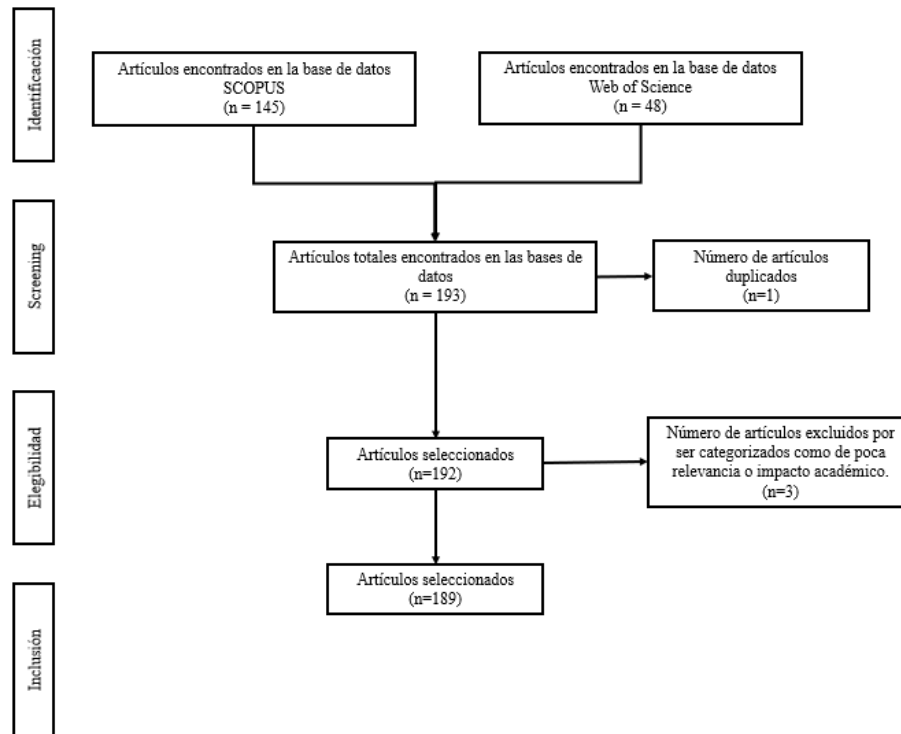 Identificación
Artículos encontrados en la base de datos
SCOPUS
(n = 145)
Artículos encontrados en la base de datos
Web of Science
(n = 48)
Screening
Artículos totales encontrados en las bases de
datos
(n = 193)
Número de artículos
duplicados
(n=1)
Elegibilidad
Artículos seleccionados
(n=192)
Número de artículos excluidos por
ser categorizados como de poca
relevancia o impacto académico.
(n=3)
Inclusión
Artículos seleccionados
(n=189)